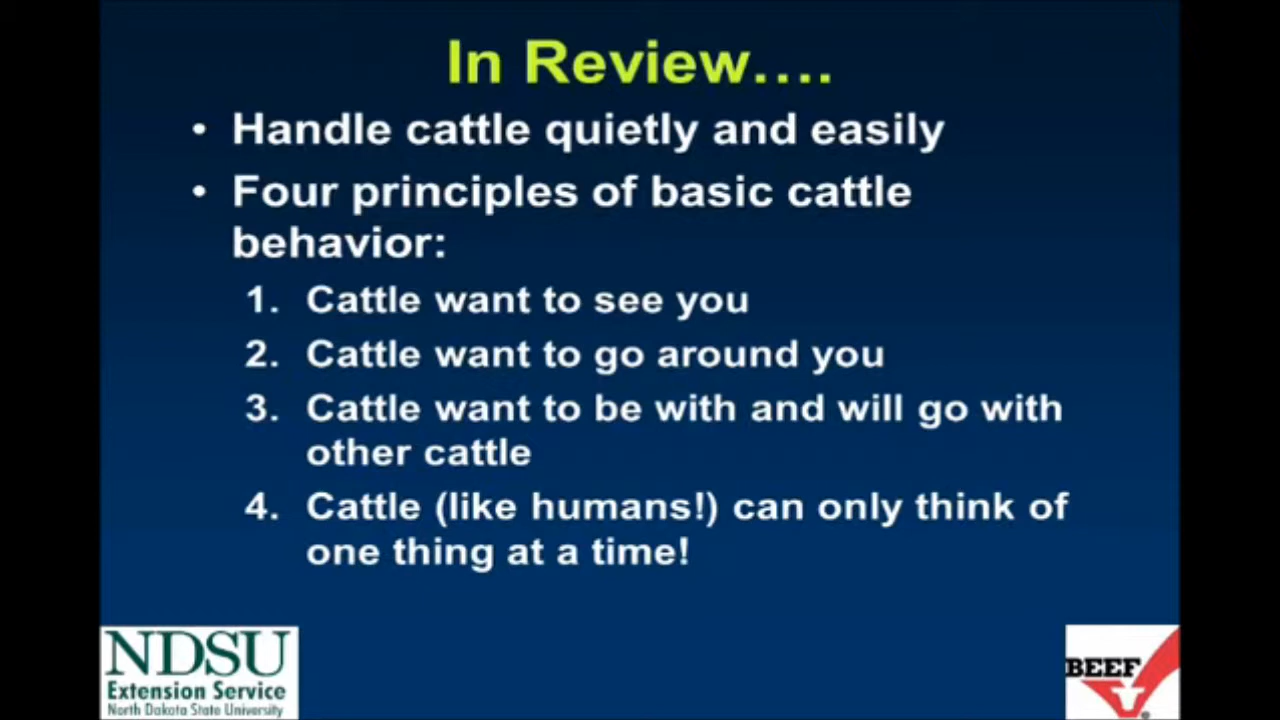 In Review....
• Handle cattle quietly and easily
• Four principles of basic cattle
behavior:
1. Cattle want to see you
2. Cattle want to go around you
3. Cattle want to be with and will go with
other cattle
4. Cattle (like humans!) can only think of
one thing at a time!
NDSU
Extension Service
North Dakota State University
BEEF
®